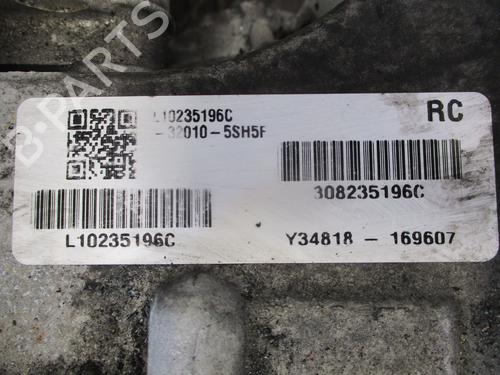 B-PARTS
L10235196C
RC
-32010-5SH5F
308235196C
L10235196C
Y34818 - 169607